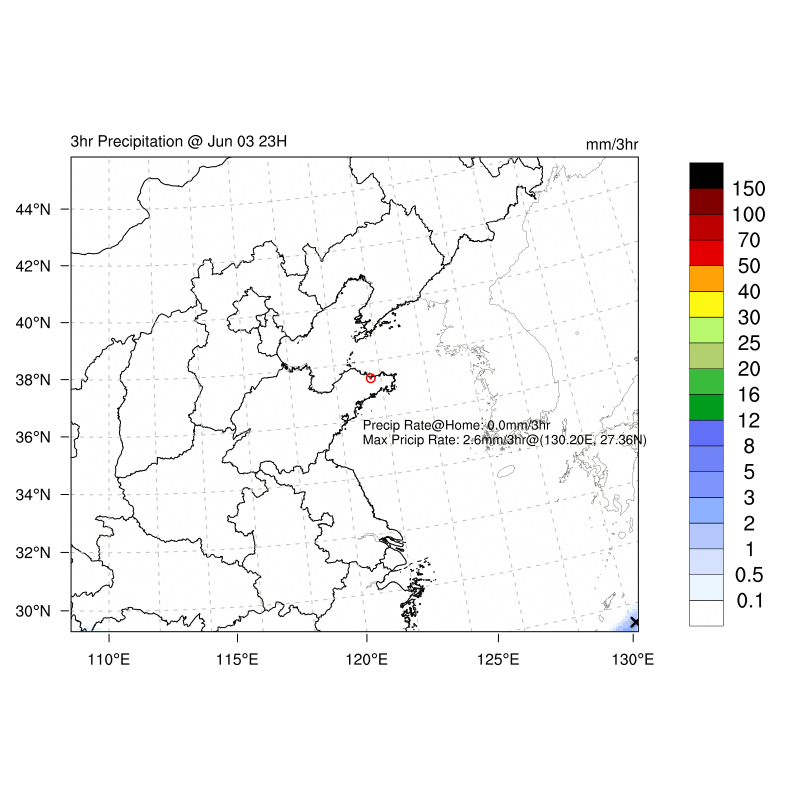 3hr Precipitation @ Jun 03 23H
mm/3hr
44°N
42°N
40°N
38°N
36°N
34°N
32°N
30°N
110°E
115°E
120°E
125°E
130°E
Precip Rate@Home: 0.0mm/3hr
Max Pricip Rate: 2.6mm/3hr@(130.20E, 27.36N)
150
100
70
50
40
30
25
20
16
12
8
5
3
2
1
0.5
0.1